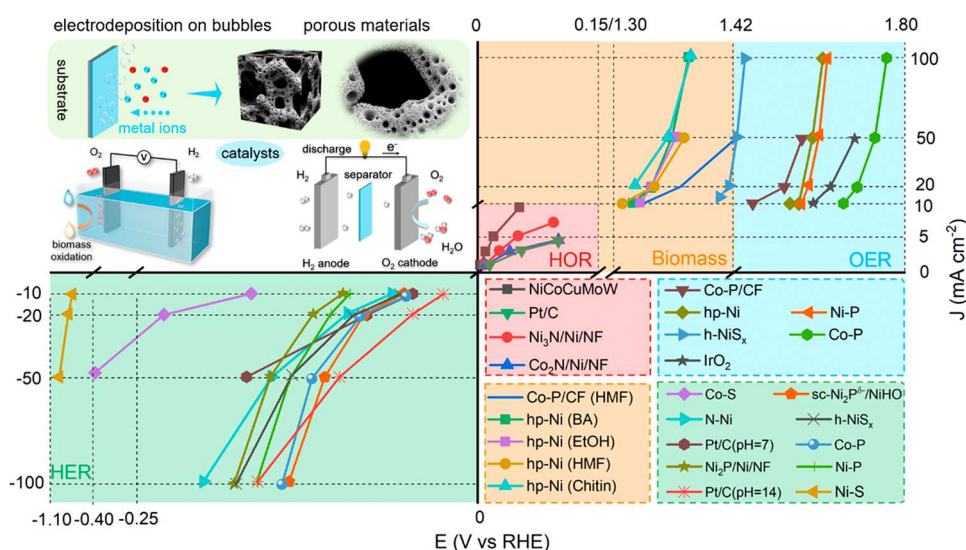 electrodeposition on bubbles
porous materials
substrate
metal ions
catalysts
O₂
V
H₂
biomass
oxidation
discharge
e⁻
H₂
separator
O₂
H₂O
H₂ anode
O₂ cathode
0
0.15/1.30
1.42
1.80
100
50
20
10
5
0
J (mA cm⁻²)
HOR
Biomass
OER
HER
-10
-20
-50
-100
-1.10
-0.40
-0.25
0
E (V vs RHE)
NiCoCuMoW
Pt/C
Ni₃N/Ni/NF
Co₂N/Ni/NF
Co-P/CF
hp-Ni
Ni-P
h-NiSₓ
Co-P
IrO₂
Co-P/CF (HMF)
hp-Ni (BA)
hp-Ni (EtOH)
hp-Ni (HMF)
hp-Ni (Chitin)
Co-S
sc-Ni₂P^δ⁻/NiHO
N-Ni
h-NiSₓ
Pt/C(pH=7)
Co-P
Ni₂P/Ni/NF
Ni-P
Pt/C(pH=14)
Ni-S